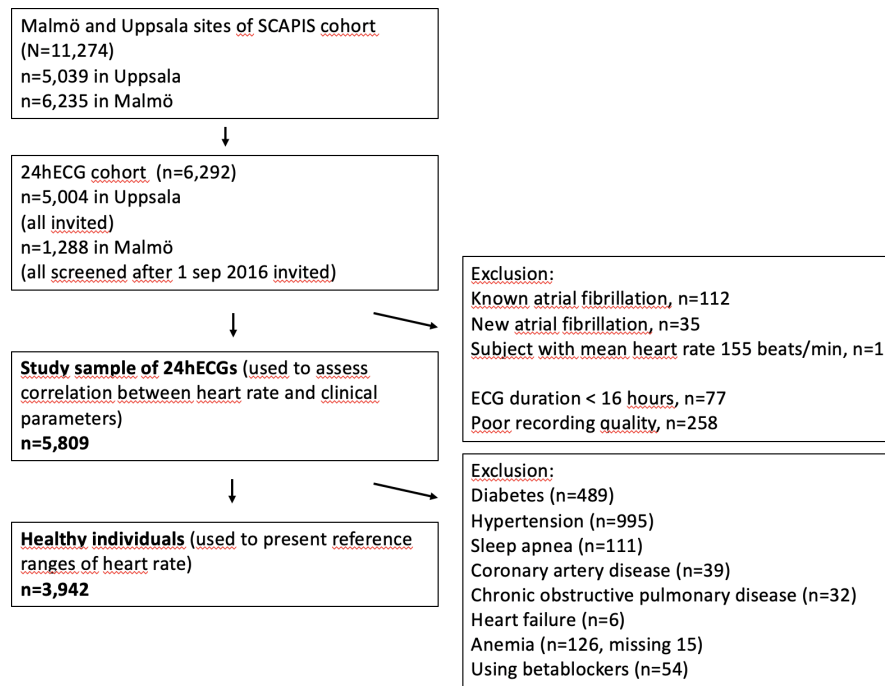 Malmö and Uppsala sites of SCAPIS cohort
(N=11,274)
n=5,039 in Uppsala
n=6,235 in Malmö
24hECG cohort (n=6,292)
n=5,004 in Uppsala
(all invited)
n=1,288 in Malmö
(all screened after 1 sep 2016 invited)
Exclusion:
Known atrial fibrillation, n=112
New atrial fibrillation, n=35
Subject with mean heart rate 155 beats/min, n=1
ECG duration < 16 hours, n=77
Poor recording quality, n=258
Study sample of 24hECGs (used to assess
correlation between heart rate and clinical
parameters)
n=5,809
Exclusion:
Diabetes (n=489)
Hypertension (n=995)
Sleep apnea (n=111)
Coronary artery disease (n=39)
Chronic obstructive pulmonary disease (n=32)
Heart failure (n=6)
Anemia (n=126, missing 15)
Using betablockers (n=54)
Healthy individuals (used to present reference
ranges of heart rate)
n=3,942